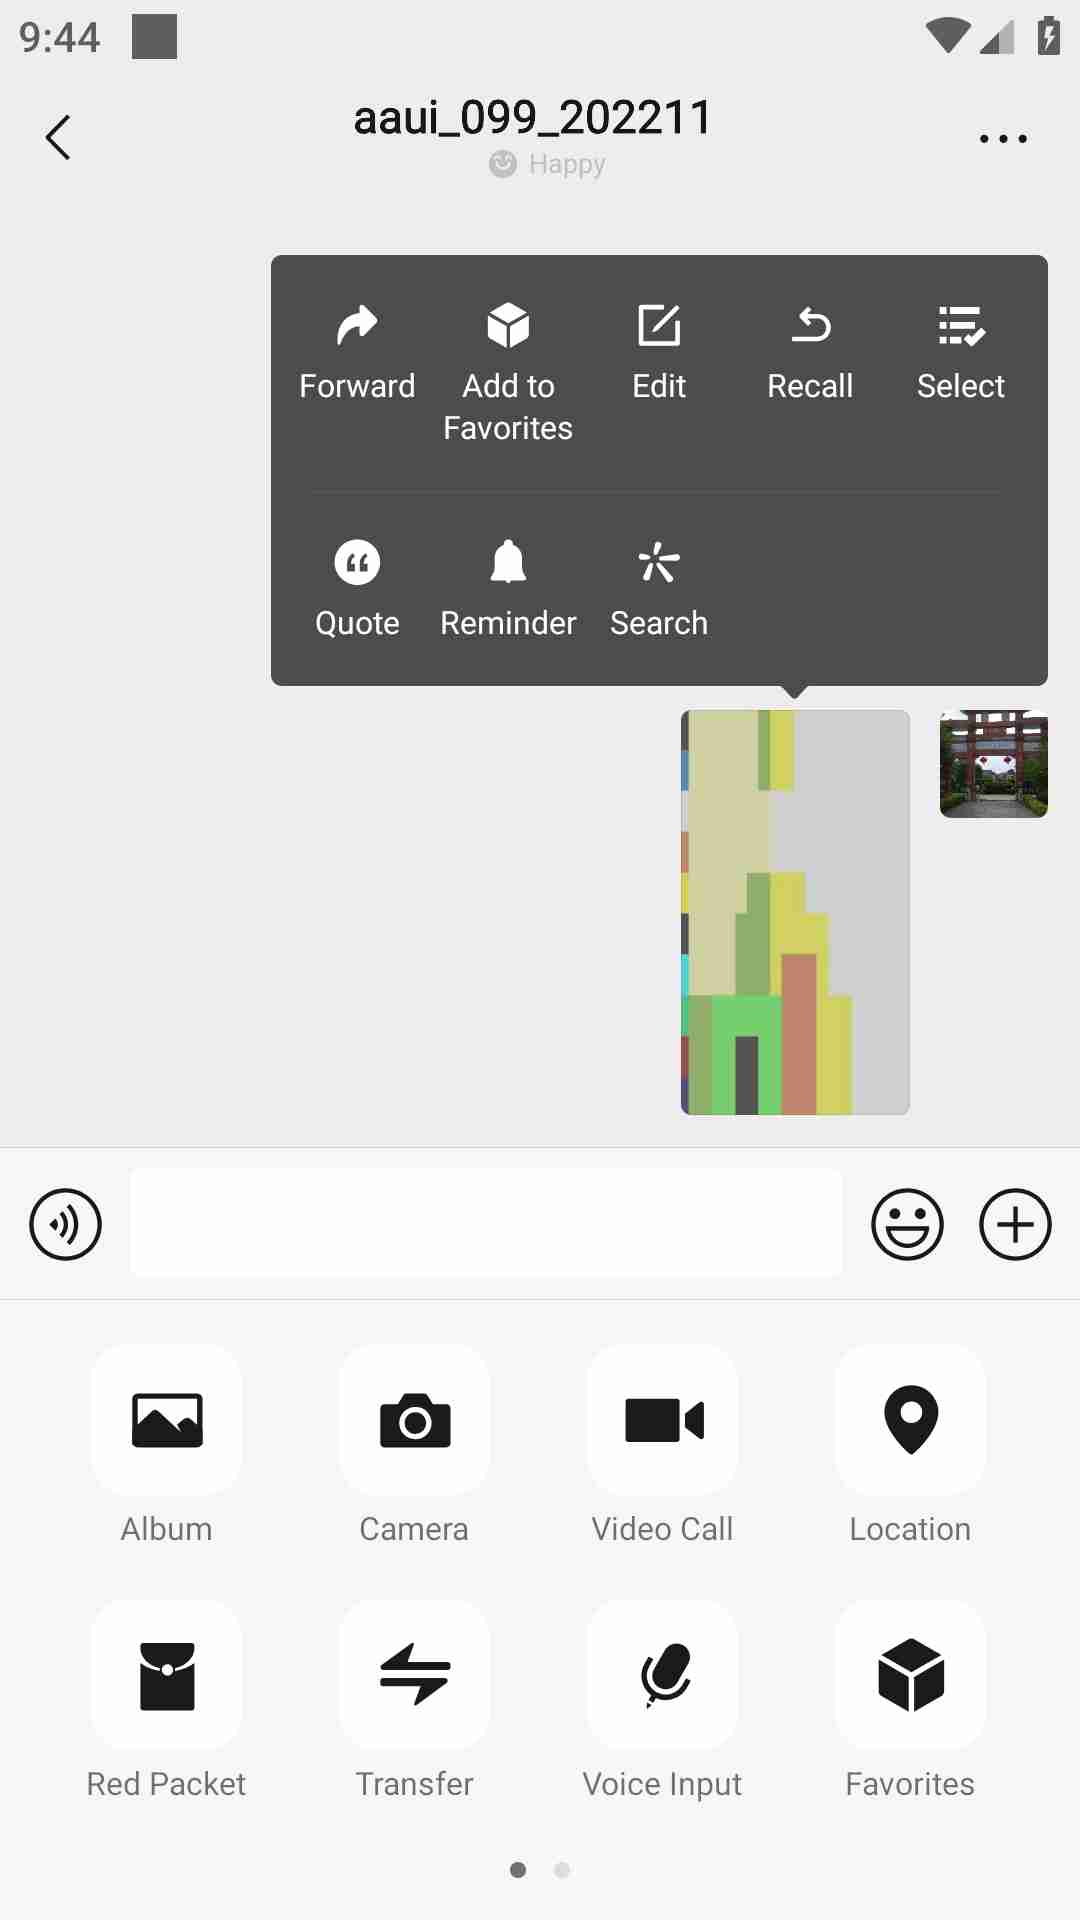 9:44
aaui_099_202211
Happy
Forward
Add to
Favorites
Edit
Recall
Select
Quote
Reminder
Search
Album
Camera
Video Call
Location
Red Packet
Transfer
Voice Input
Favorites